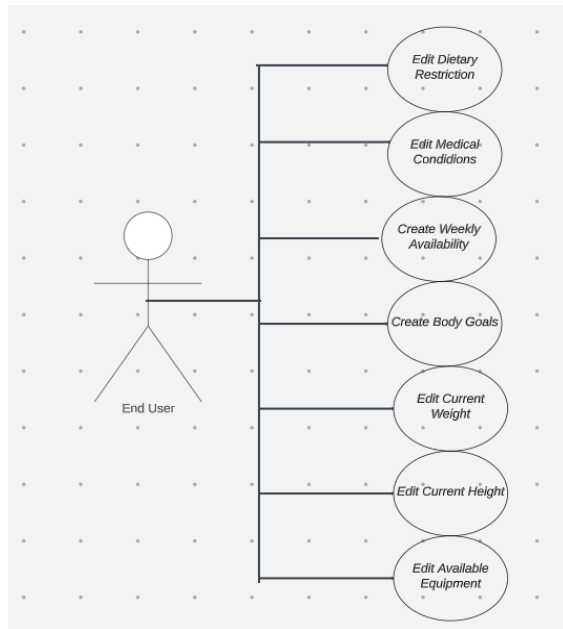 Edit Dietary
Restriction
Edit Medical
Condidions
Create Weekly
Availability
Create Body Goals
Edit Current
Weight
End User
Edit Current Height
Edit Available
Equipment